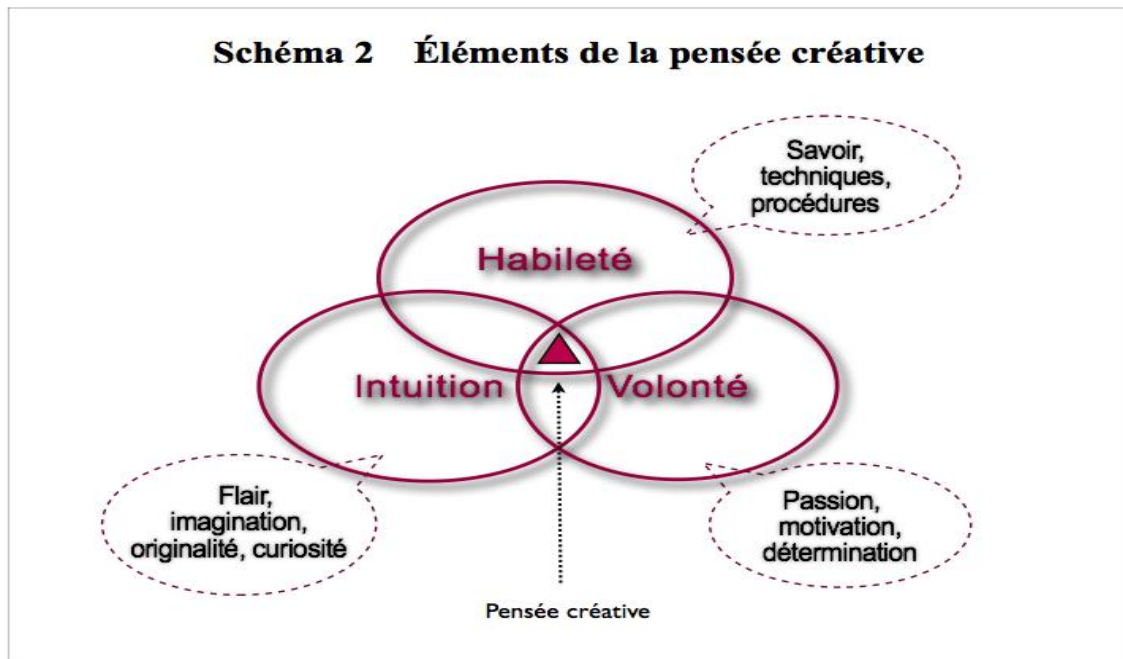 Schéma 2 Éléments de la pensée créative
Savoir,
techniques,
procédures
Habileté
Intuition
Volonté
Flair,
imagination,
originalité, curiosité
Passion,
motivation,
détermination
Pensée créative